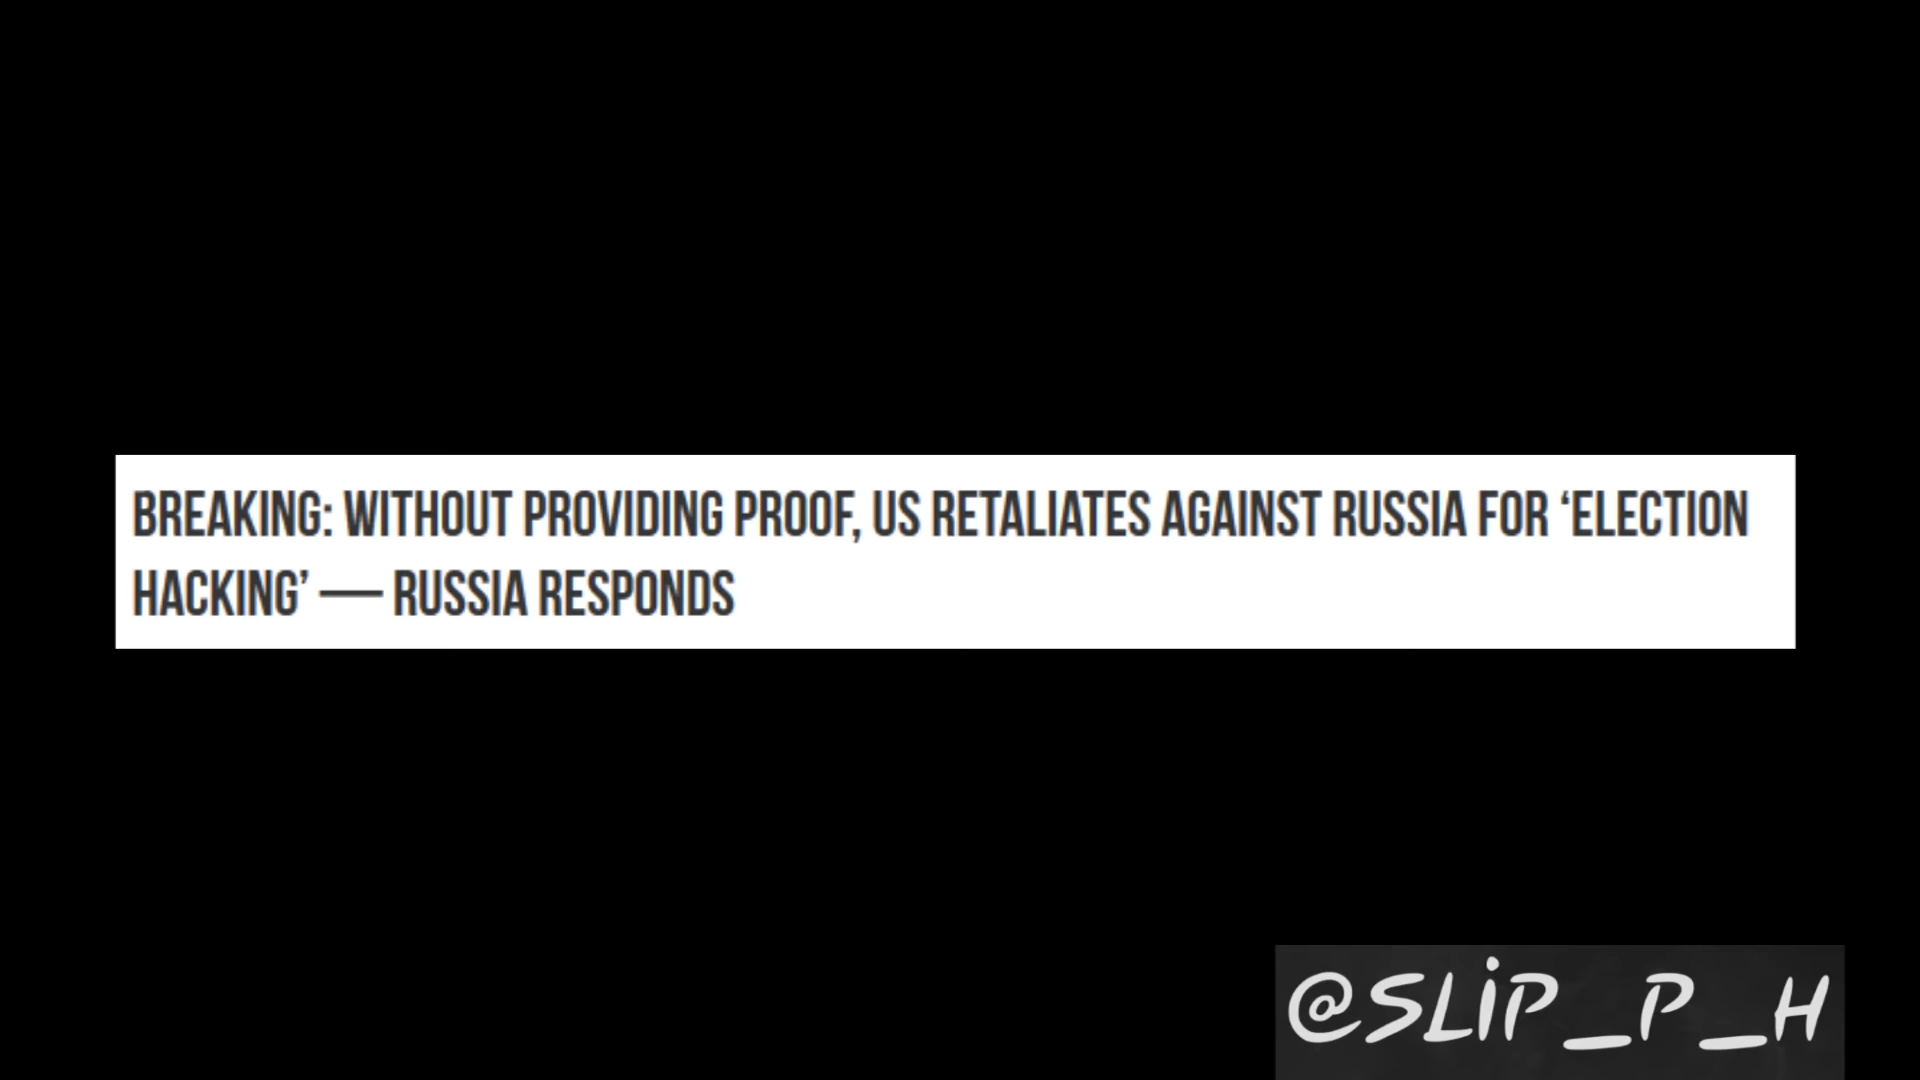 BREAKING: WITHOUT PROVIDING PROOF, US RETALIATES AGAINST RUSSIA FOR ‘ELECTION
HACKING’ — RUSSIA RESPONDS
@SLiP_P_H